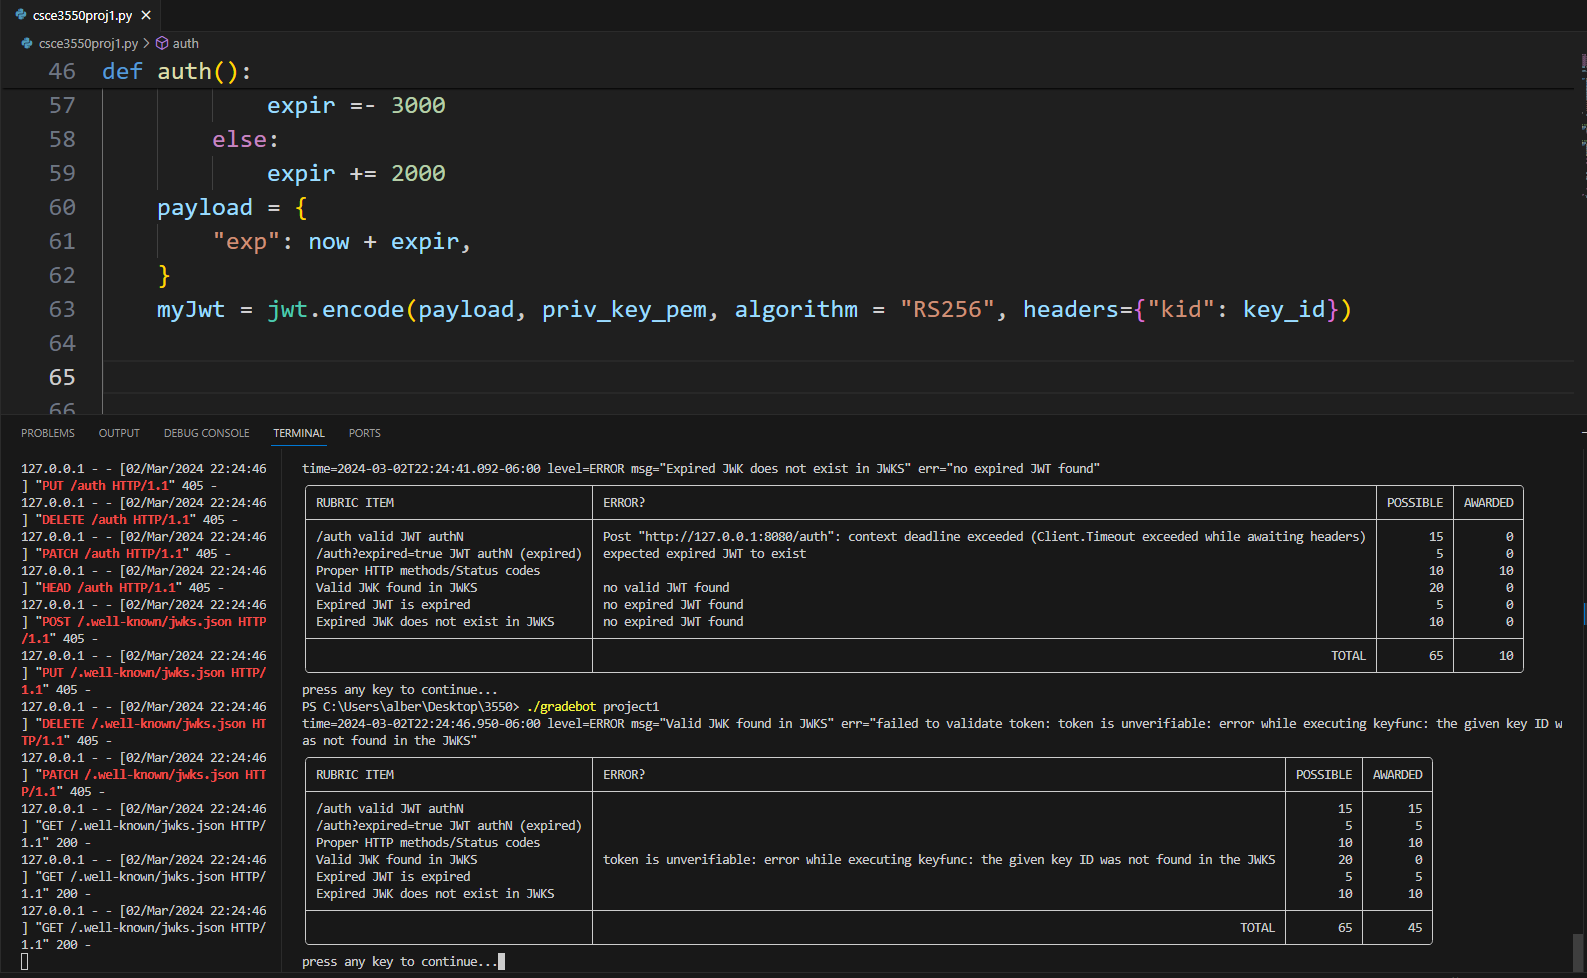 csce3550proj1.py
csce3550proj1.py > auth
46 def auth():
57 expir =- 3000
58 else:
59 expir += 2000
60 payload = {
61 "exp": now + expir,
62 }
63 myJwt = jwt.encode(payload, priv_key_pem, algorithm = "RS256", headers={"kid": key_id})
64
65
66
PROBLEMS OUTPUT DEBUG CONSOLE TERMINAL PORTS
127.0.0.1 - - [02/Mar/2024 22:24:46
] "PUT /auth HTTP/1.1" 405 -
127.0.0.1 - - [02/Mar/2024 22:24:46
] "DELETE /auth HTTP/1.1" 405 -
127.0.0.1 - - [02/Mar/2024 22:24:46
] "PATCH /auth HTTP/1.1" 405 -
127.0.0.1 - - [02/Mar/2024 22:24:46
] "HEAD /auth HTTP/1.1" 405 -
127.0.0.1 - - [02/Mar/2024 22:24:46
] "POST /.well-known/jwks.json HTTP
/1.1" 405 -
127.0.0.1 - - [02/Mar/2024 22:24:46
] "PUT /.well-known/jwks.json HTTP/
1.1" 405 -
127.0.0.1 - - [02/Mar/2024 22:24:46
] "DELETE /.well-known/jwks.json HT
TP/1.1" 405 -
127.0.0.1 - - [02/Mar/2024 22:24:46
] "PATCH /.well-known/jwks.json HTT
P/1.1" 405 -
127.0.0.1 - - [02/Mar/2024 22:24:46
] "GET /.well-known/jwks.json HTTP/
1.1" 200 -
127.0.0.1 - - [02/Mar/2024 22:24:46
] "GET /.well-known/jwks.json HTTP/
1.1" 200 -
127.0.0.1 - - [02/Mar/2024 22:24:46
] "GET /.well-known/jwks.json HTTP/
1.1" 200 -
time=2024-03-02T22:24:41.092-06:00 level=ERROR msg="Expired JWK does not exist in JWKS" err="no expired JWT found"
RUBRIC ITEM ERROR? POSSIBLE AWARDED
/auth valid JWT authN Post "http://127.0.0.1:8080/auth": context deadline exceeded (Client.Timeout exceeded while awaiting headers) 15 0
/auth?expired=true JWT authN (expired) expected expired JWT to exist 5 0
Proper HTTP methods/Status codes 10 10
Valid JWK found in JWKS no valid JWT found 20 0
Expired JWT is expired no expired JWT found 5 0
Expired JWK does not exist in JWKS no expired JWT found 10 0
TOTAL 65 10
press any key to continue...
PS C:\Users\alber\Desktop\3550> ./gradebot project1
time=2024-03-02T22:24:46.950-06:00 level=ERROR msg="Valid JWK found in JWKS" err="failed to validate token: token is unverifiable: error while executing keyfunc: the given key ID w
as not found in the JWKS"
RUBRIC ITEM ERROR? POSSIBLE AWARDED
/auth valid JWT authN 15 15
/auth?expired=true JWT authN (expired) 5 5
Proper HTTP methods/Status codes 10 10
Valid JWK found in JWKS token is unverifiable: error while executing keyfunc: the given key ID was not found in the JWKS 20 0
Expired JWT is expired 5 5
Expired JWK does not exist in JWKS 10 10
TOTAL 65 45
press any key to continue...